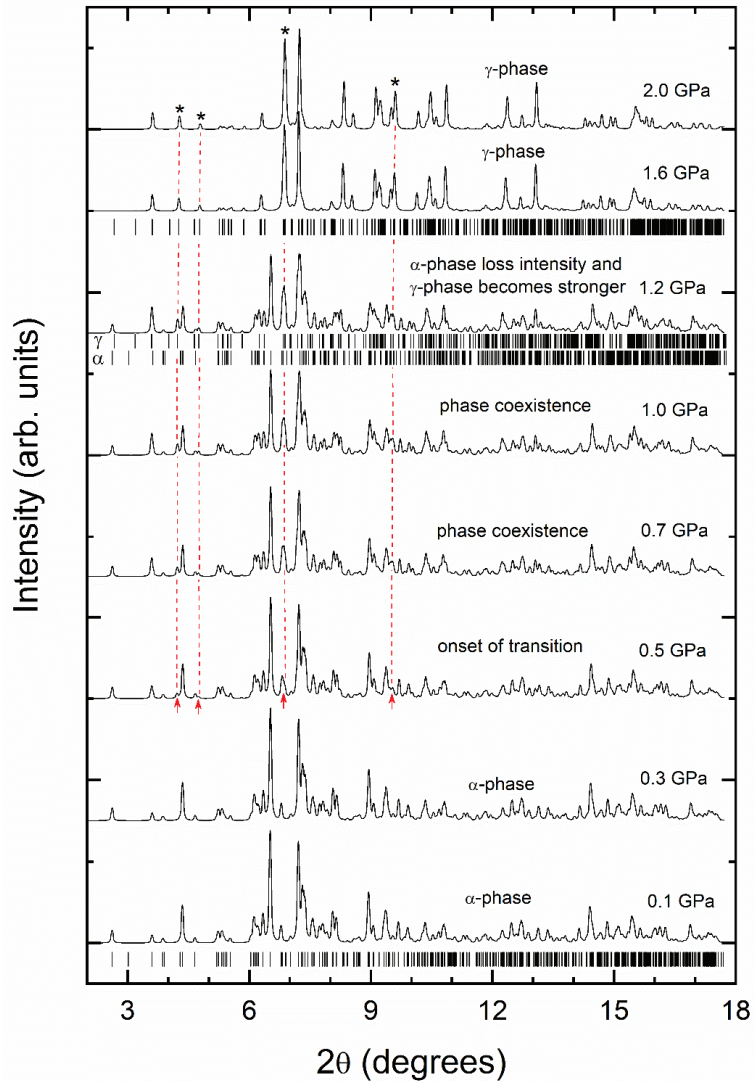 * * * *
γ-phase
2.0 GPa
γ-phase
1.6 GPa
α-phase loss intensity and
γ-phase becomes stronger
1.2 GPa
γ
α
phase coexistence
1.0 GPa
phase coexistence
0.7 GPa
onset of transition
0.5 GPa
α-phase
0.3 GPa
α-phase
0.1 GPa
Intensity (arb. units)
3 6 9 12 15 18
2θ (degrees)